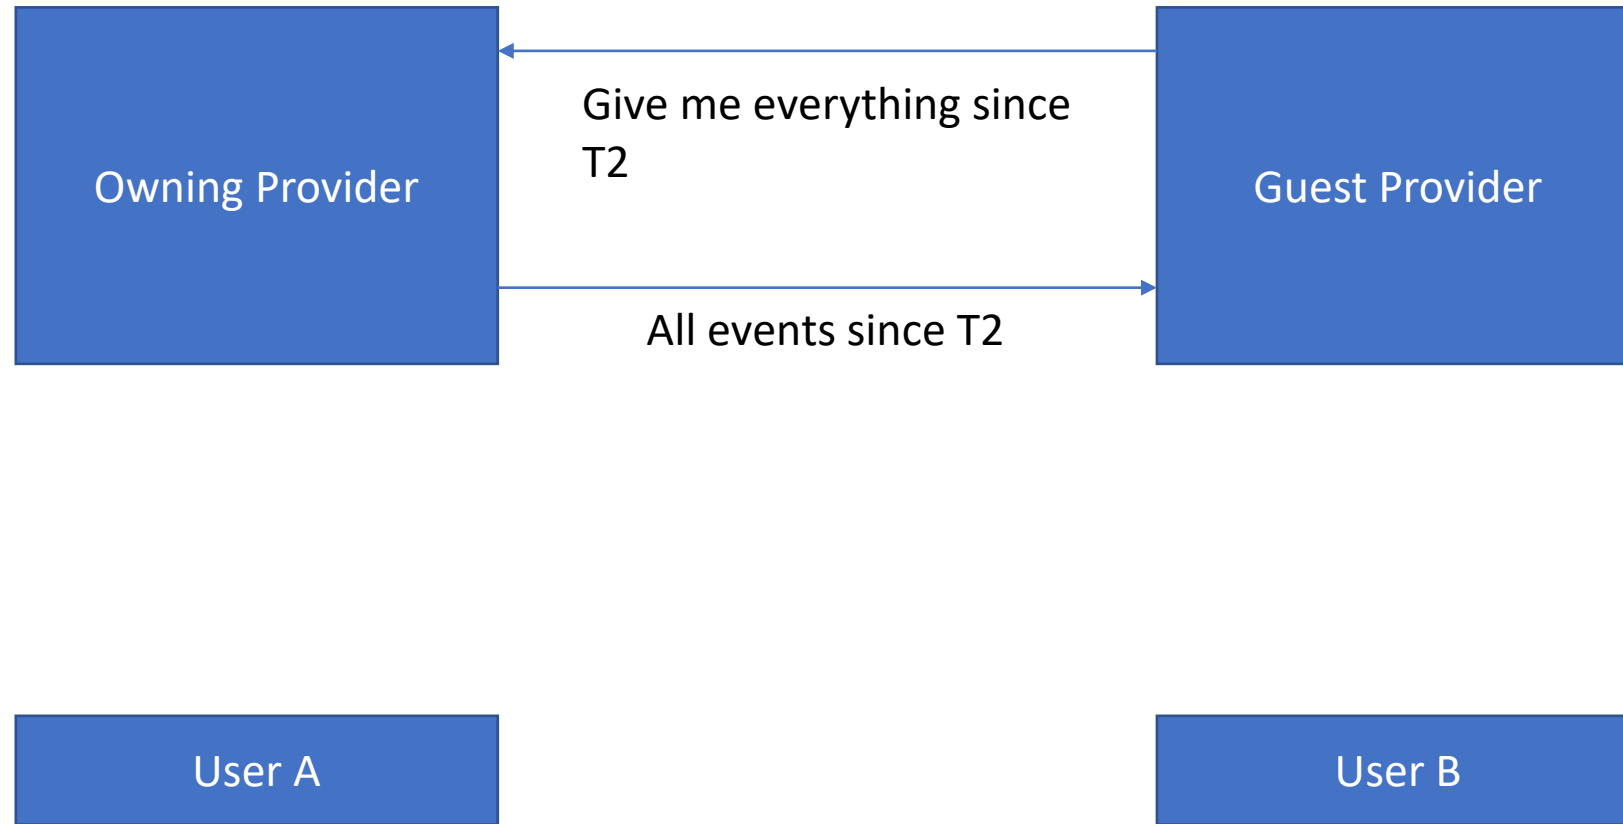 Give me everything since
T2
Owning Provider
Guest Provider
All events since T2
User A
User B